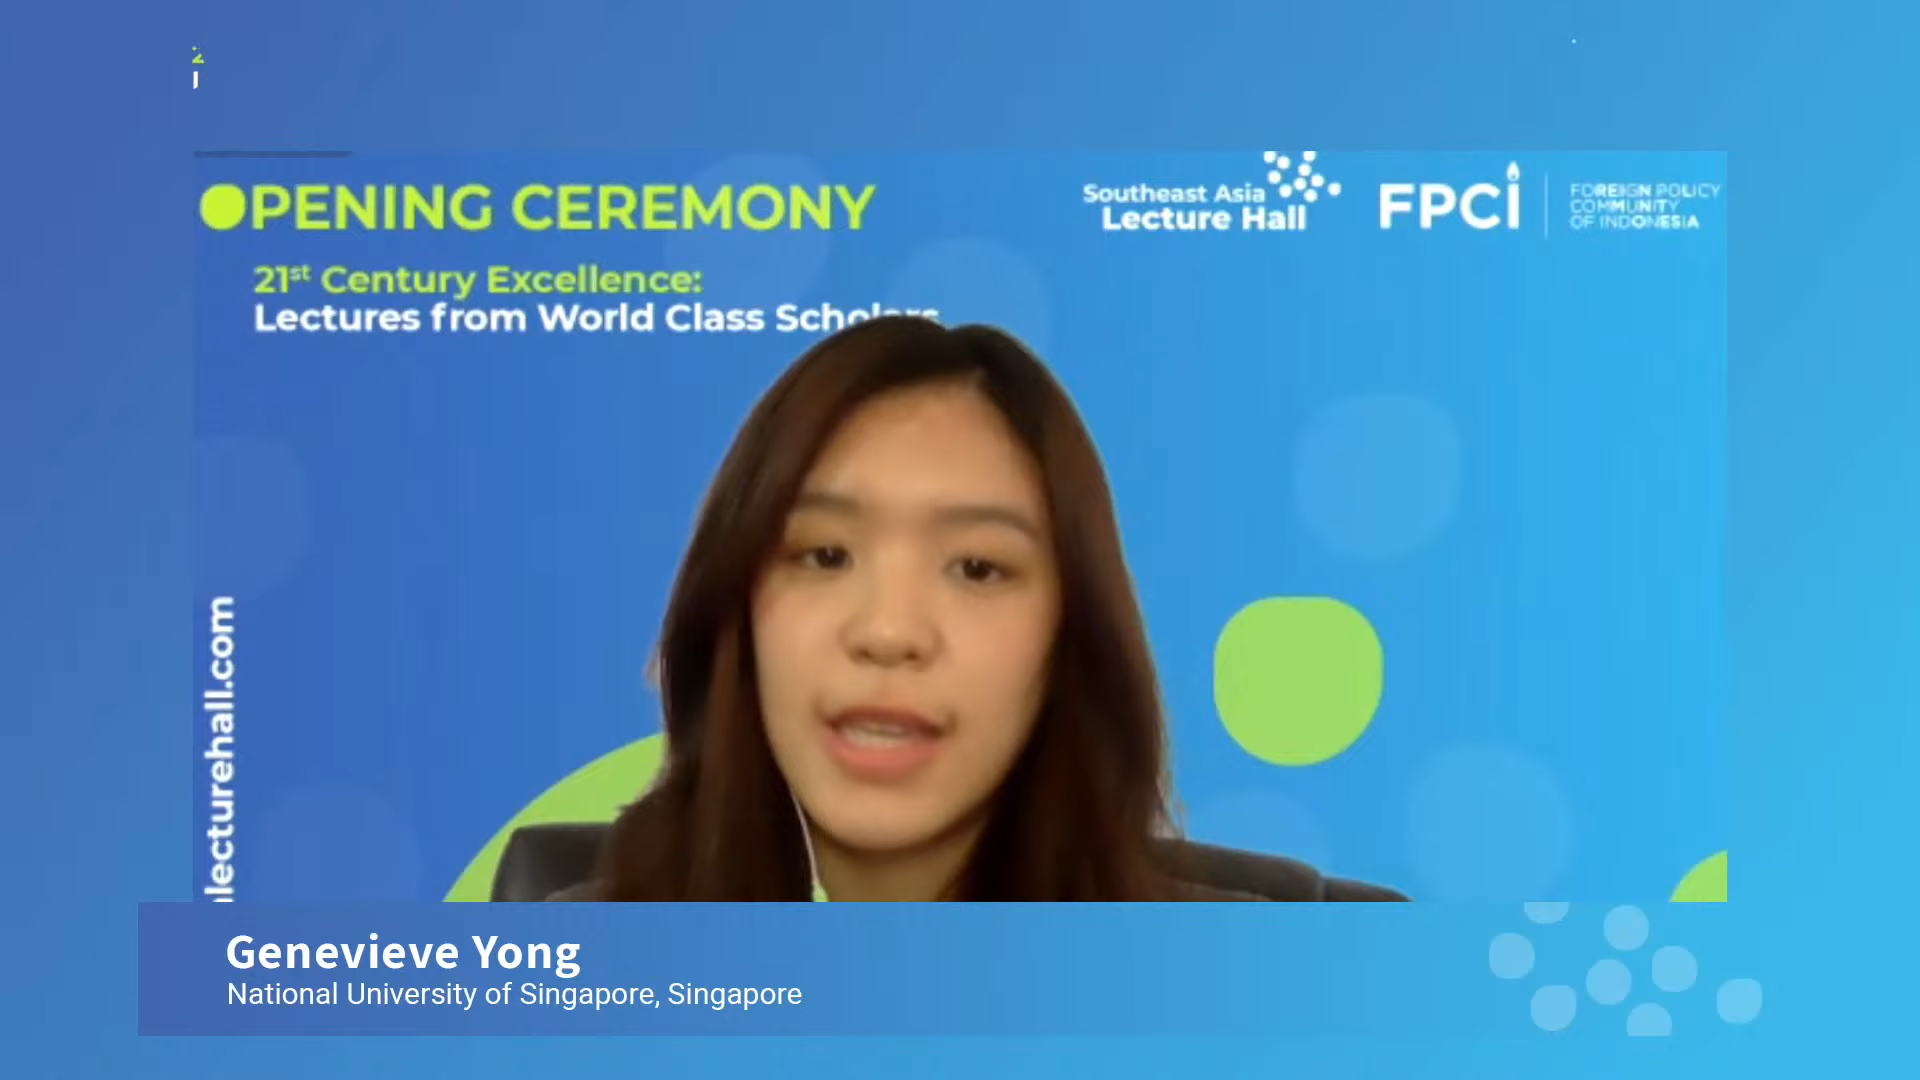 OPENING CEREMONY
21st Century Excellence:
Lectures from World Class Scholars
Southeast Asia
Lecture Hall
FPCI
FOREIGN POLICY
COMMUNITY
OF INDONESIA
lecturehall.com
Genevieve Yong
National University of Singapore, Singapore